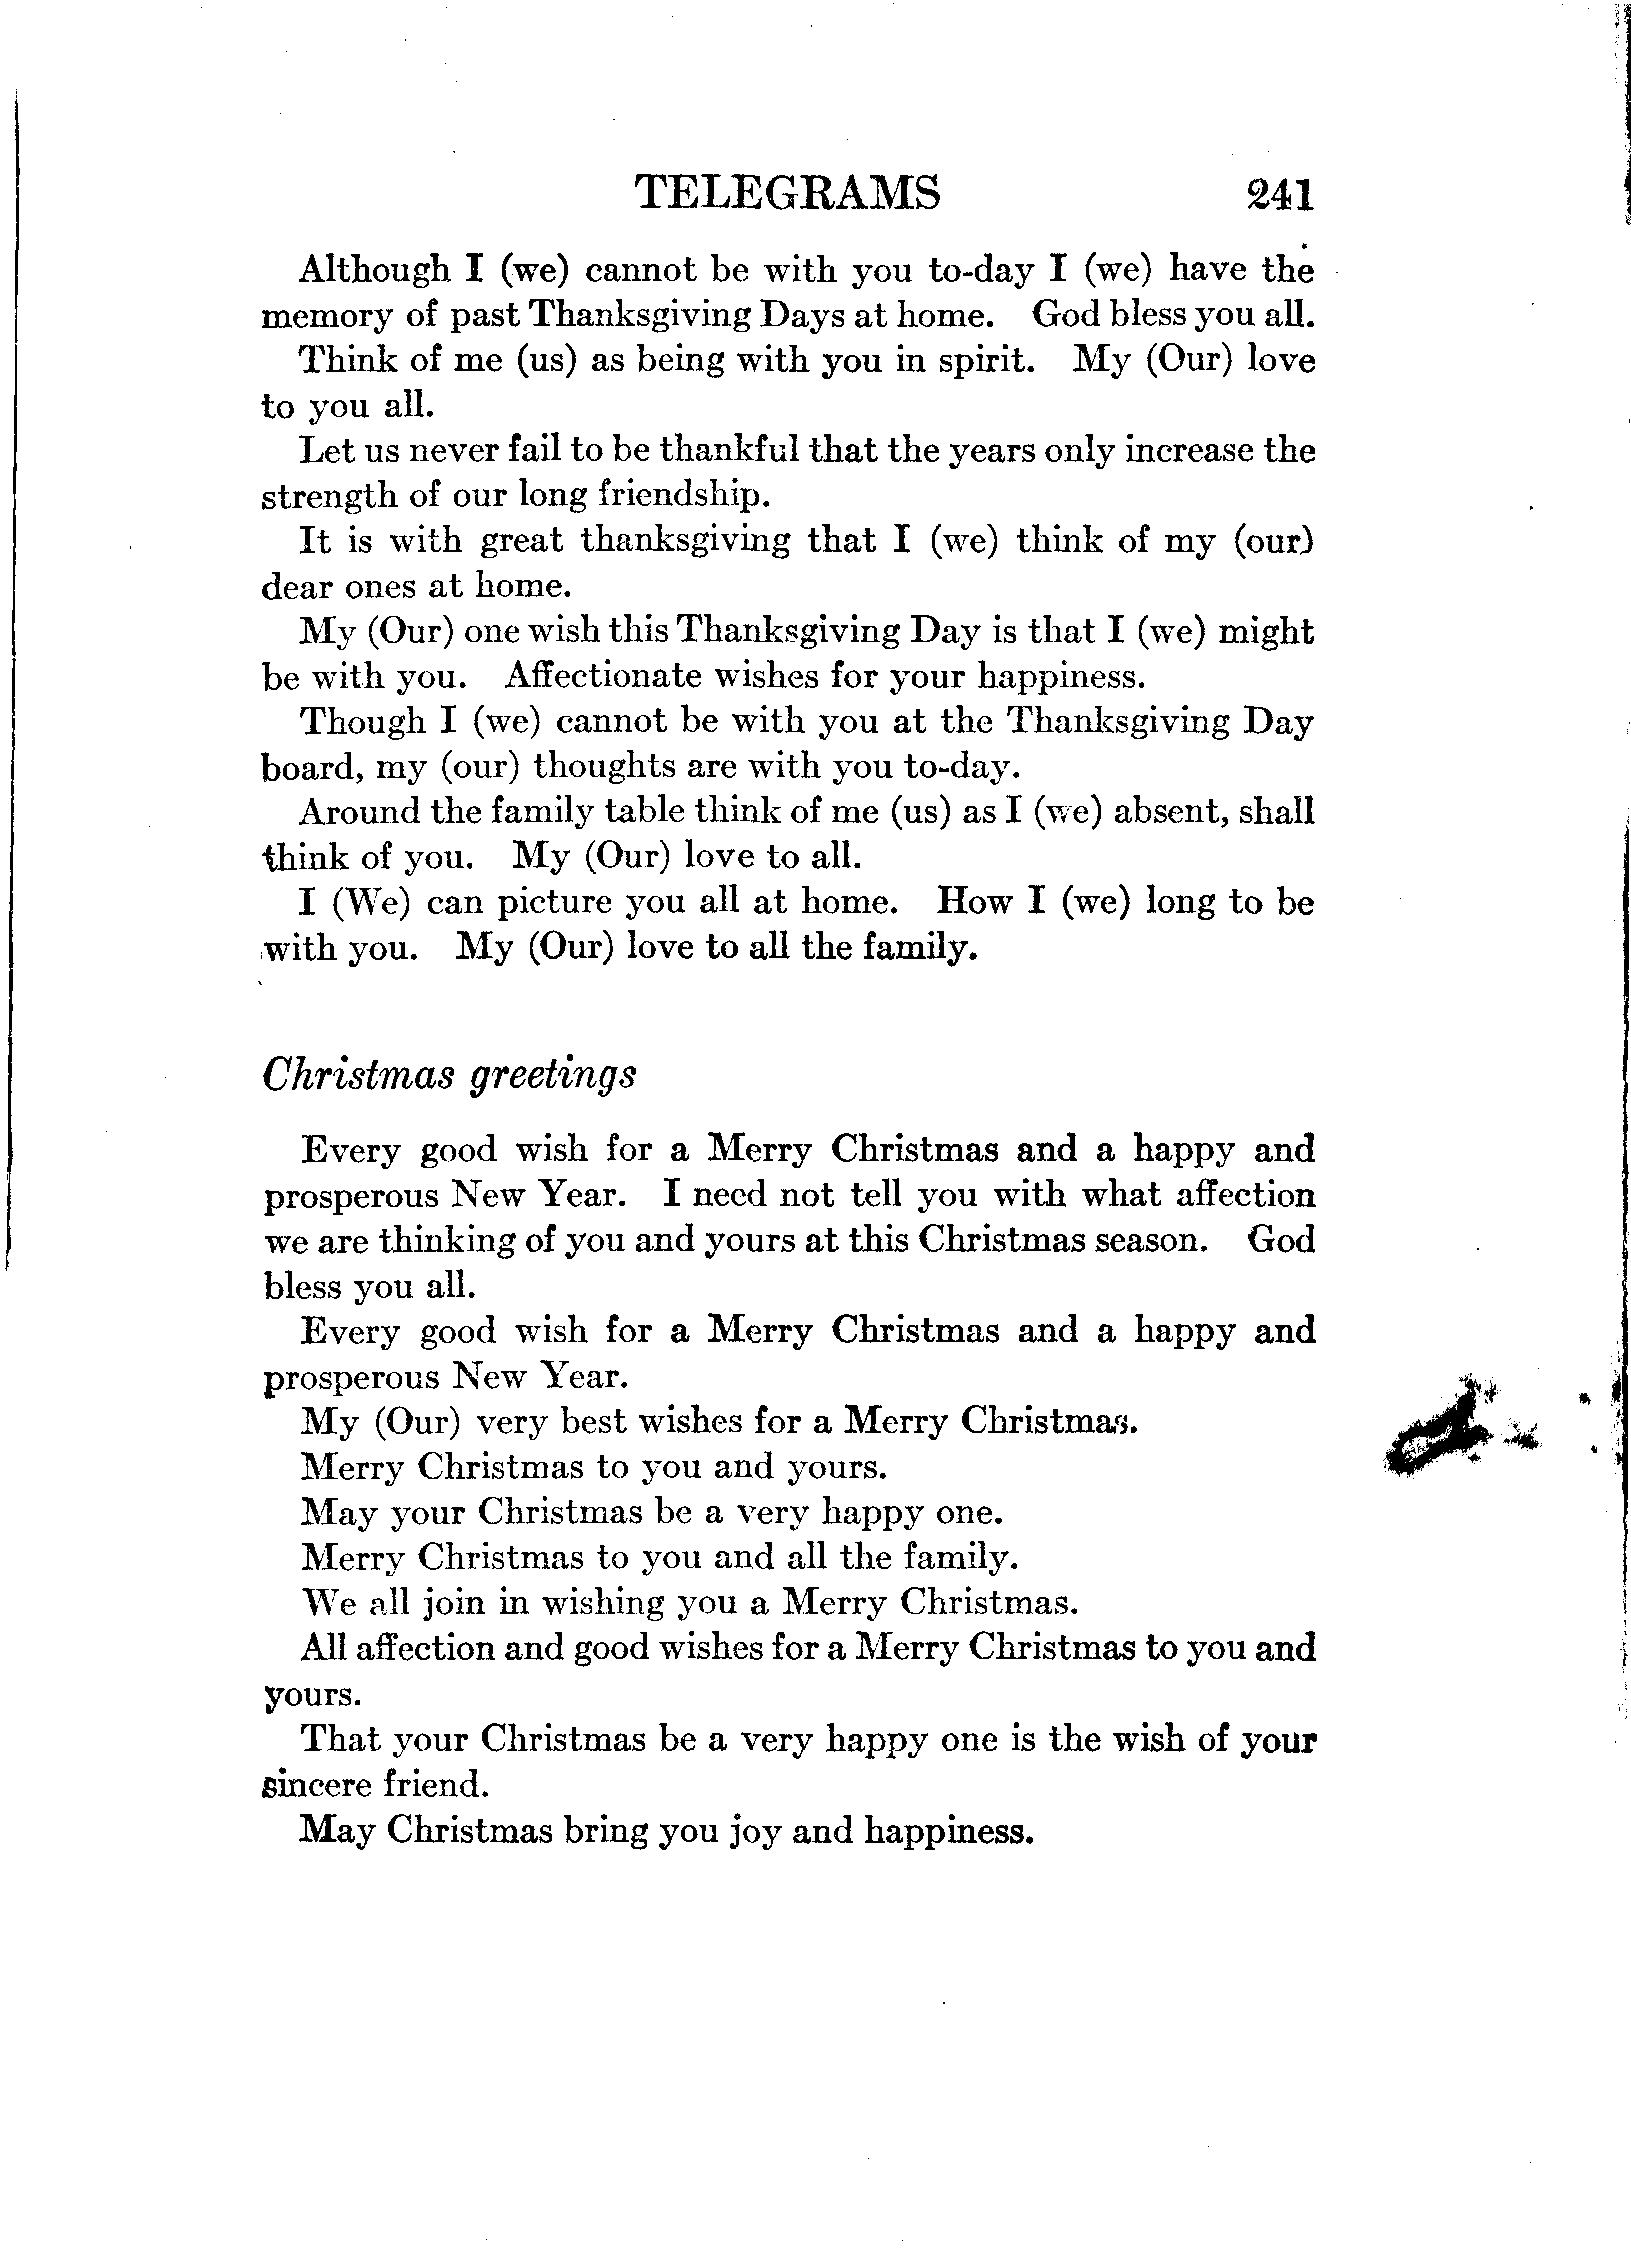 TELEGRAMS 241
Although I (we) cannot be with you to-day I (we) have the
memory of past Thanksgiving Days at home. God bless you all.
Think of me (us) as being with you in spirit. My (Our) love
to you all.
Let us never fail to be thankful that the years only increase the
strength of our long friendship.
It is with great thanksgiving that I (we) think of my (our)
dear ones at home.
My (Our) one wish this Thanksgiving Day is that I (we) might
be with you. Affectionate wishes for your happiness.
Though I (we) cannot be with you at the Thanksgiving Day
board, my (our) thoughts are with you to-day.
Around the family table think of me (us) as I (we) absent, shall
think of you. My (Our) love to all.
I (We) can picture you all at home. How I (we) long to be
with you. My (Our) love to all the family.
Christmas greetings
Every good wish for a Merry Christmas and a happy and
prosperous New Year. I need not tell you with what affection
we are thinking of you and yours at this Christmas season. God
bless you all.
Every good wish for a Merry Christmas and a happy and
prosperous New Year.
My (Our) very best wishes for a Merry Christmas.
Merry Christmas to you and yours.
May your Christmas be a very happy one.
Merry Christmas to you and all the family.
We all join in wishing you a Merry Christmas.
All affection and good wishes for a Merry Christmas to you and
yours.
That your Christmas be a very happy one is the wish of your
sincere friend.
May Christmas bring you joy and happiness.